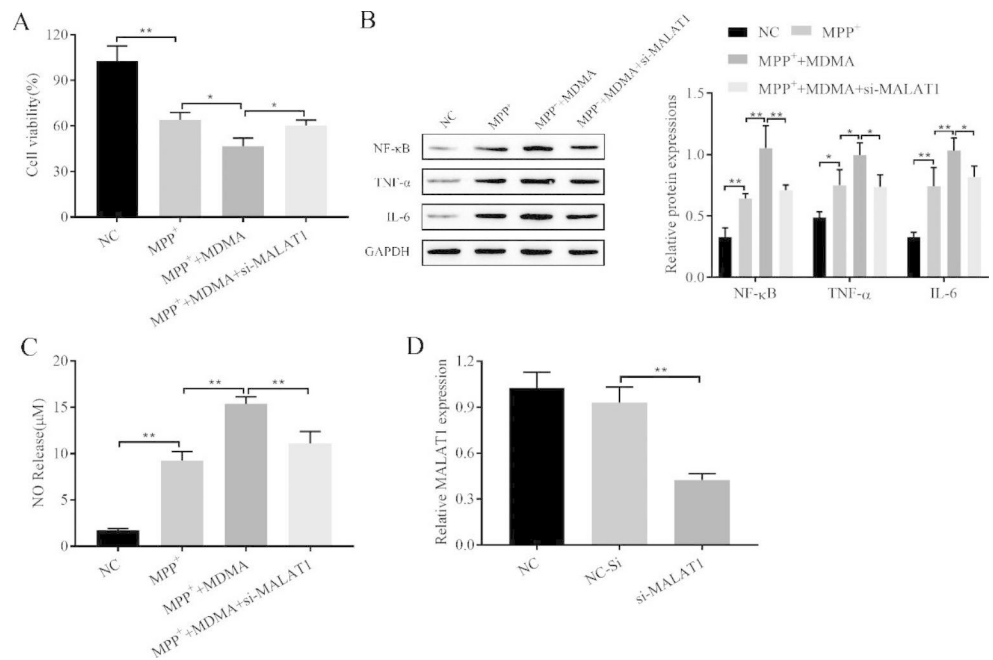 A
Cell viability(%)
120
90
60
30
0
**
*
*
NC
MPP+
MPP++MDMA
MPP++MDMA+si-MALAT1
B
NC
MPP+
MPP++MDMA
MPP++MDMA+si-MALAT1
NF-κB
TNF-α
IL-6
GAPDH
NC
MPP+
MPP++MDMA
MPP++MDMA+si-MALAT1
Relative protein expressions
1.5
1.0
0.5
0.0
** ** **
* * *
** ** *
NF-κB
TNF-α
IL-6
C
NO Release(μM)
20
15
10
5
0
**
**
**
NC
MPP+
MPP++MDMA
MPP++MDMA+si-MALAT1
D
Relative MALAT1 expression
1.2
0.9
0.6
0.3
0.0
**
NC
NC-Si
si-MALAT1